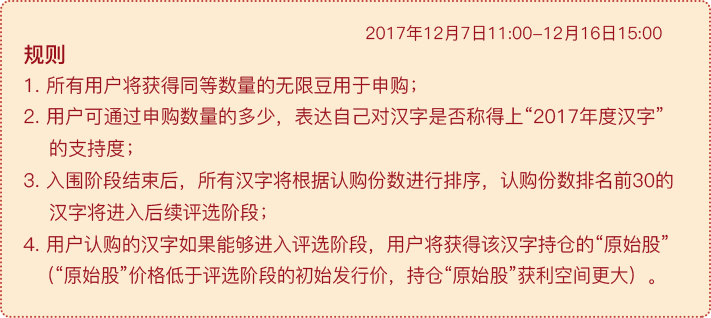 2017年12月7日11:00-12月16日15:00
规则
1. 所有用户将获得同等数量的无限豆用于申购；
2. 用户可通过申购数量的多少，表达自己对汉字是否称得上“2017年度汉字”
的支持度；
3. 入围阶段结束后，所有汉字将根据认购份数进行排序，认购份数排名前30的
汉字将进入后续评选阶段；
4. 用户认购的汉字如果能够进入评选阶段，用户将获得该汉字持仓的“原始股”
（“原始股”价格低于评选阶段的初始发行价，持仓“原始股”获利空间更大）。